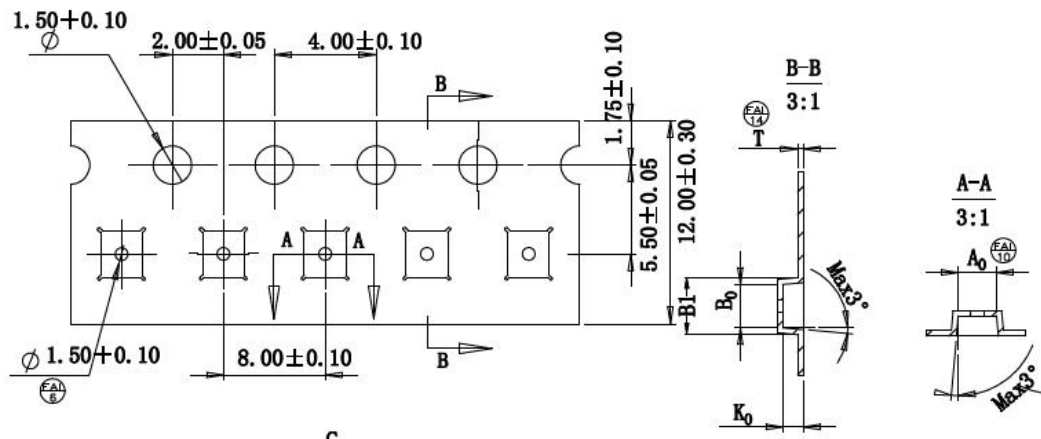 1.50+0.10
Ø
2.00±0.05
4.00±0.10
B
1.75±0.10
5.50±0.05
12.00±0.30
A A
Ø 1.50+0.10
FAI
6
8.00±0.10
B
B-B
3:1
FAI
14
T
B1
B0
Max3°
K0
A-A
3:1
A0
FAI
10
Max3°